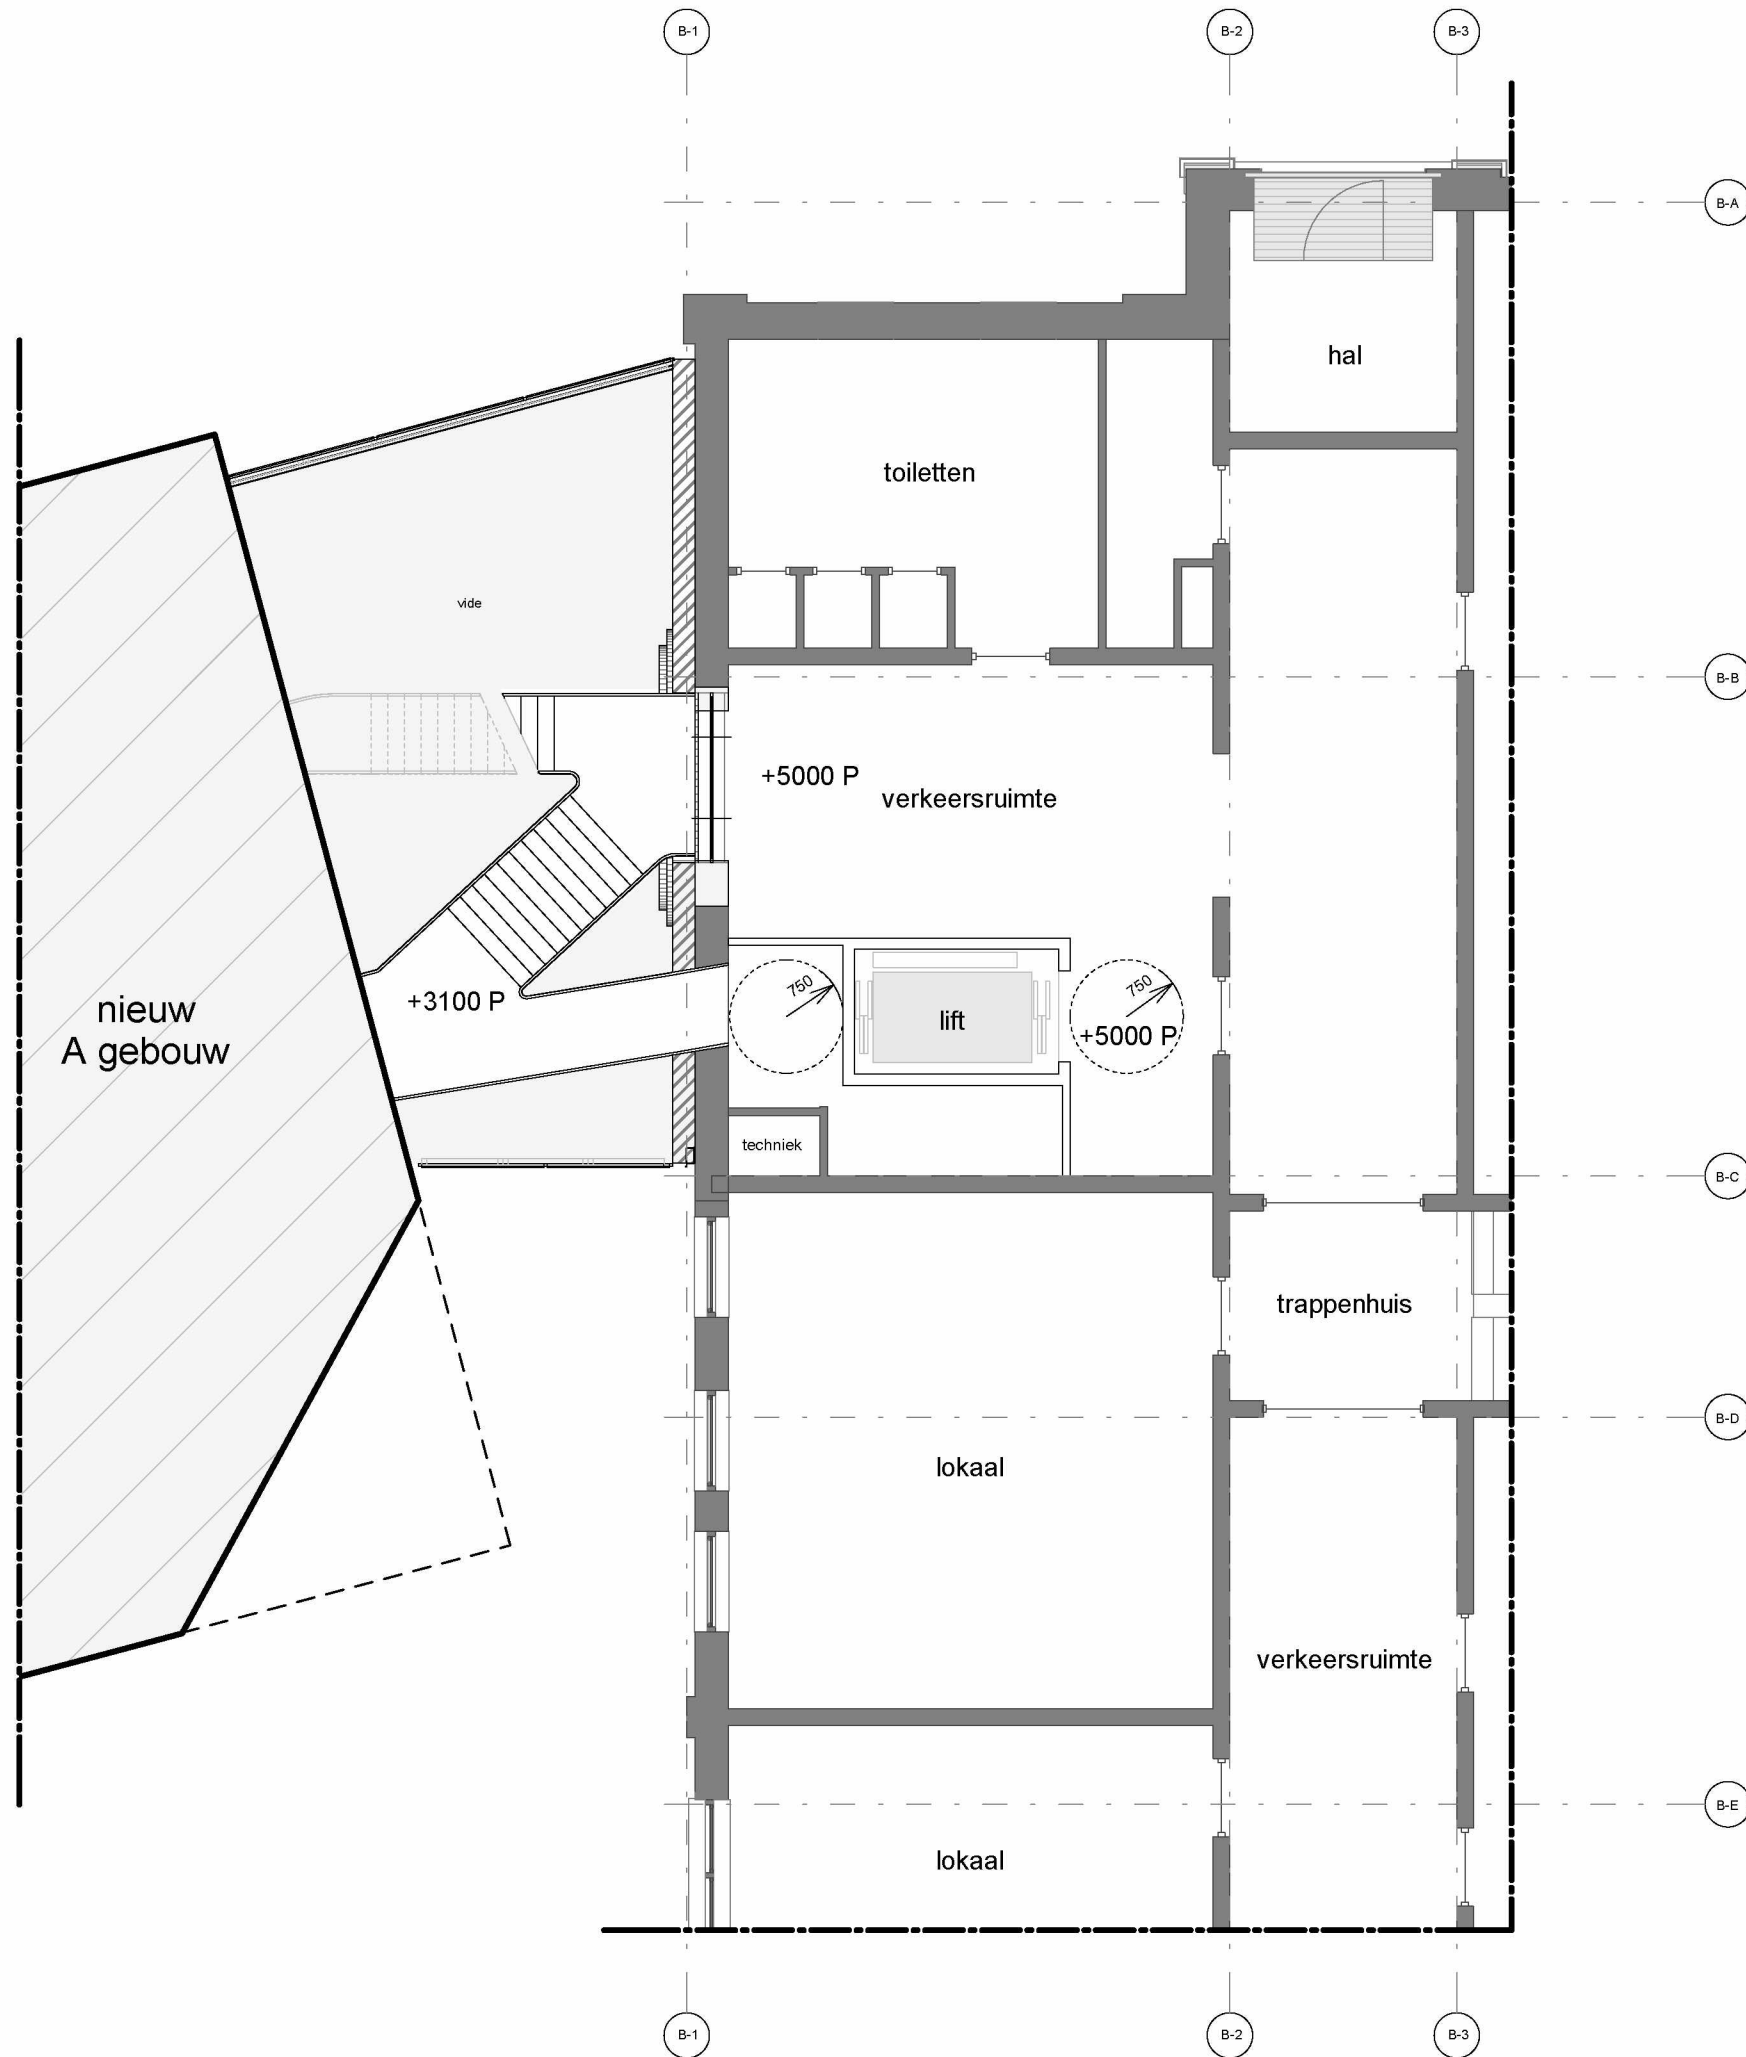 B-1
B-2
B-3
B-A
hal
toiletten
vide
B-B
+5000 P
verkeersruimte
750
750
nieuw
A gebouw
+3100 P
lift
+5000 P
techniek
B-C
trappenhuis
B-D
lokaal
verkeersruimte
B-E
lokaal
B-1
B-2
B-3